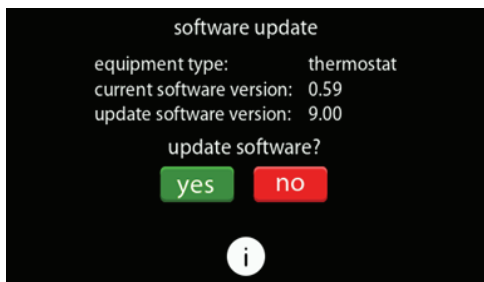 software update
equipment type: thermostat
current software version: 0.59
update software version: 9.00
update software?
yes no
i